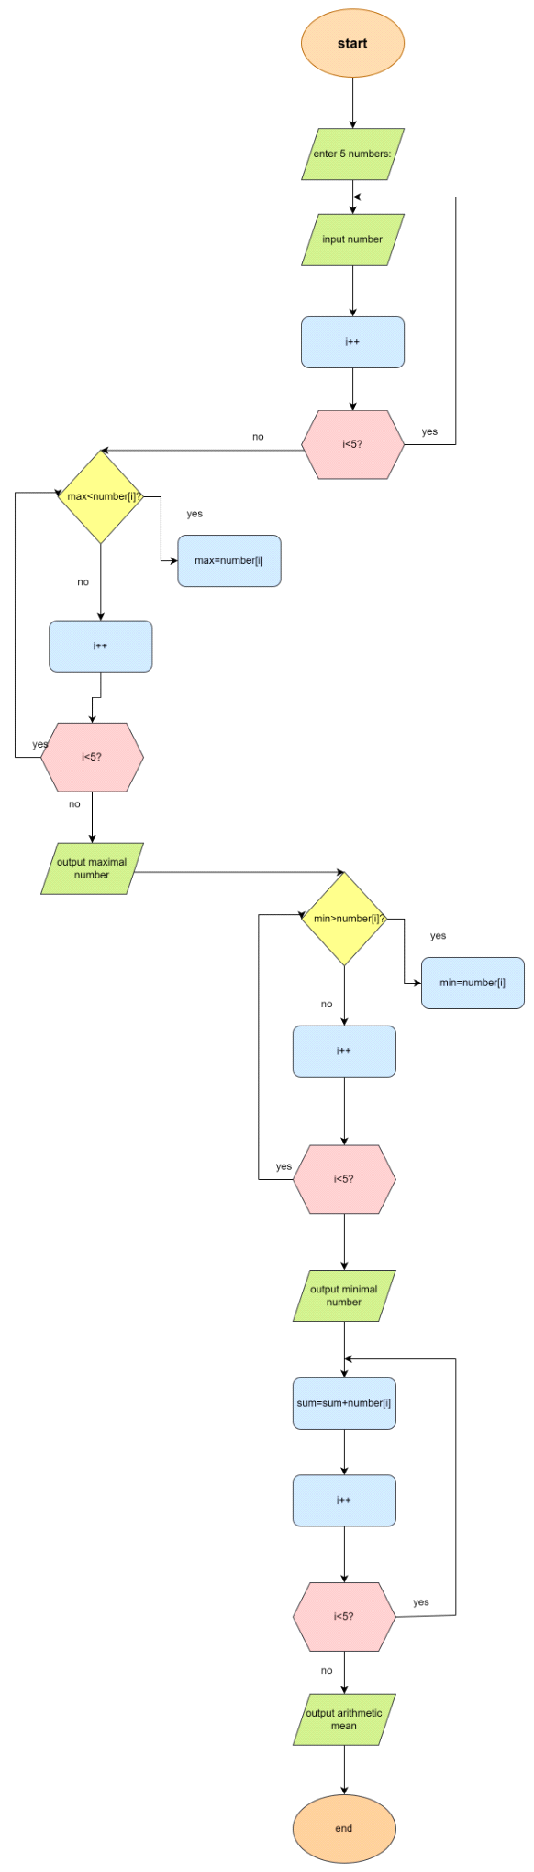 start
enter 5 numbers:
input number
i++
i<5?
yes
no
max<number[i]?
yes
max=number[i]
no
i++
yes
i<5?
no
output maximal
number
min>number[i]?
yes
min=number[i]
no
i++
yes
i<5?
output minimal
number
sum=sum+number[i]
i++
i<5?
yes
no
output arithmetic
mean
end